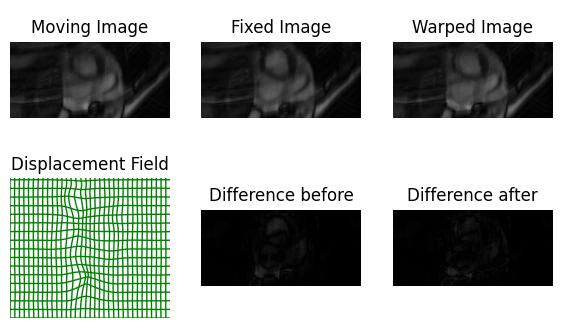 Moving Image
Fixed Image
Warped Image
Displacement Field
Difference before
Difference after